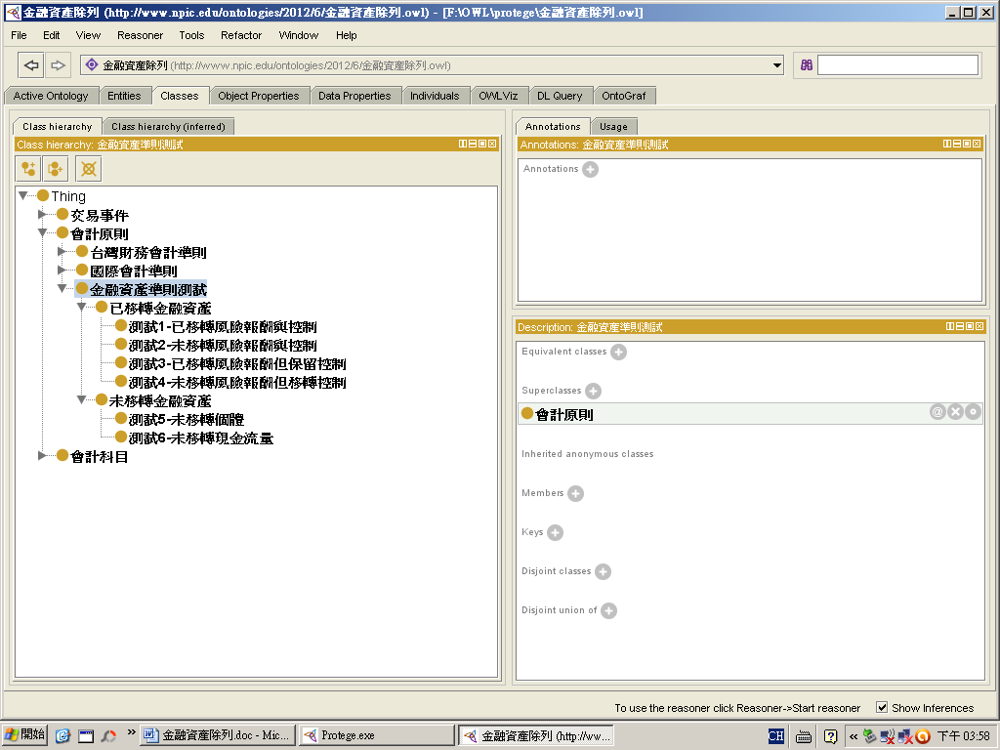 金融資產除列 (http://www.npic.edu/ontologies/2012/6/金融資產除列.owl) - [F:\OWL\protege\金融資產除列.owl]
File Edit View Reasoner Tools Refactor Window Help
金融資產除列 (http://www.npic.edu/ontologies/2012/6/金融資產除列.owl)
Active Ontology Entities Classes Object Properties Data Properties Individuals OWLViz DL Query OntoGraf
Class hierarchy Class hierarchy (inferred)
Class hierarchy: 金融資產準則測試
Thing
交易事件
會計原則
台灣財務會計準則
國際會計準則
金融資產準則測試
已移轉金融資產
測試1-已移轉風險報酬與控制
測試2-未移轉風險報酬與控制
測試3-已移轉風險報酬但保留控制
測試4-未移轉風險報酬但移轉控制
未移轉金融資產
測試5-未移轉個體
測試6-未移轉現金流量
會計科目
Annotations Usage
Annotations: 金融資產準則測試
Annotations
Description: 金融資產準則測試
Equivalent classes
Superclasses
會計原則
Inherited anonymous classes
Members
Keys
Disjoint classes
Disjoint union of
To use the reasoner click Reasoner->Start reasoner Show Inferences
開始 金融資產除列.doc - Mic... Protege.exe 金融資產除列 (http://ww... CH 下午 03:58